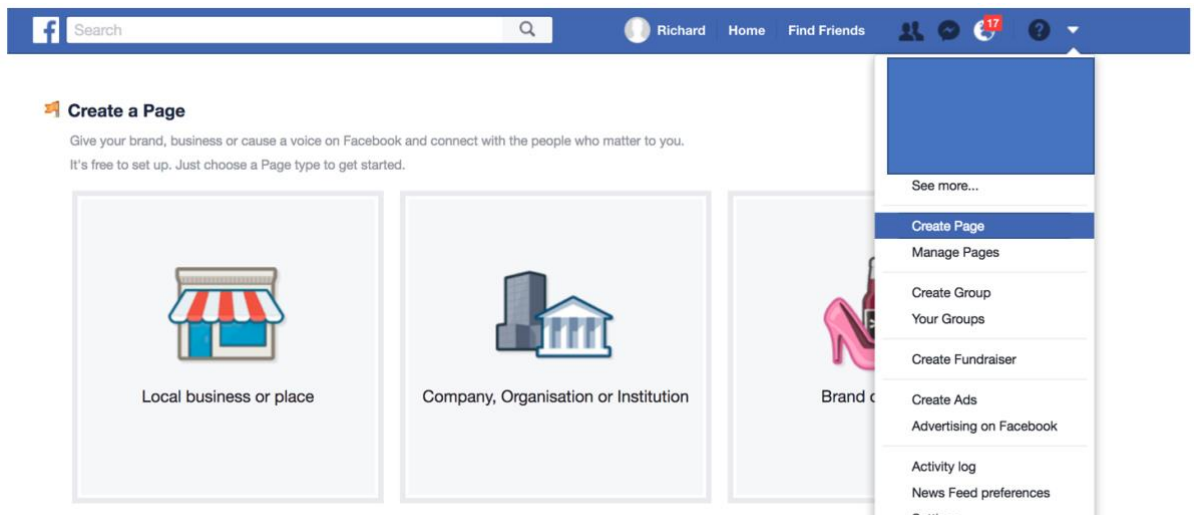 f
Search
Richard Home Find Friends
17
?
Create a Page
Give your brand, business or cause a voice on Facebook and connect with the people who matter to you.
It's free to set up. Just choose a Page type to get started.
Local business or place
Company, Organisation or Institution
Brand
See more...
Create Page
Manage Pages
Create Group
Your Groups
Create Fundraiser
Create Ads
Advertising on Facebook
Activity log
News Feed preferences